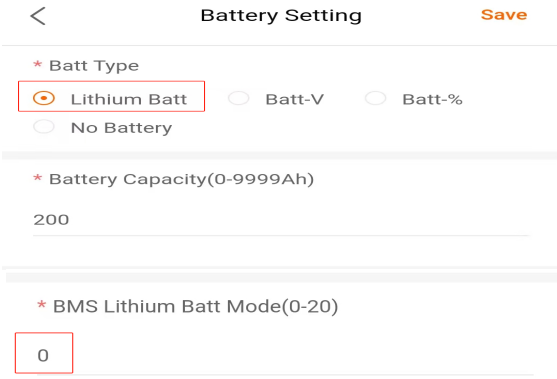 Battery Setting Save
* Batt Type
Lithium Batt Batt-V Batt-%
No Battery
* Battery Capacity(0-9999Ah)
200
* BMS Lithium Batt Mode(0-20)
0